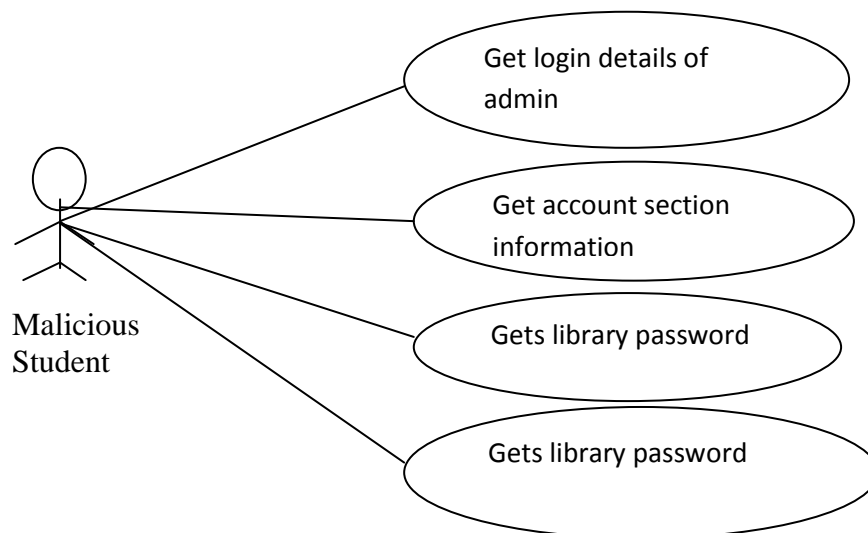 Get login details of
admin
Get account section
information
Malicious
Student
Gets library password
Gets library password